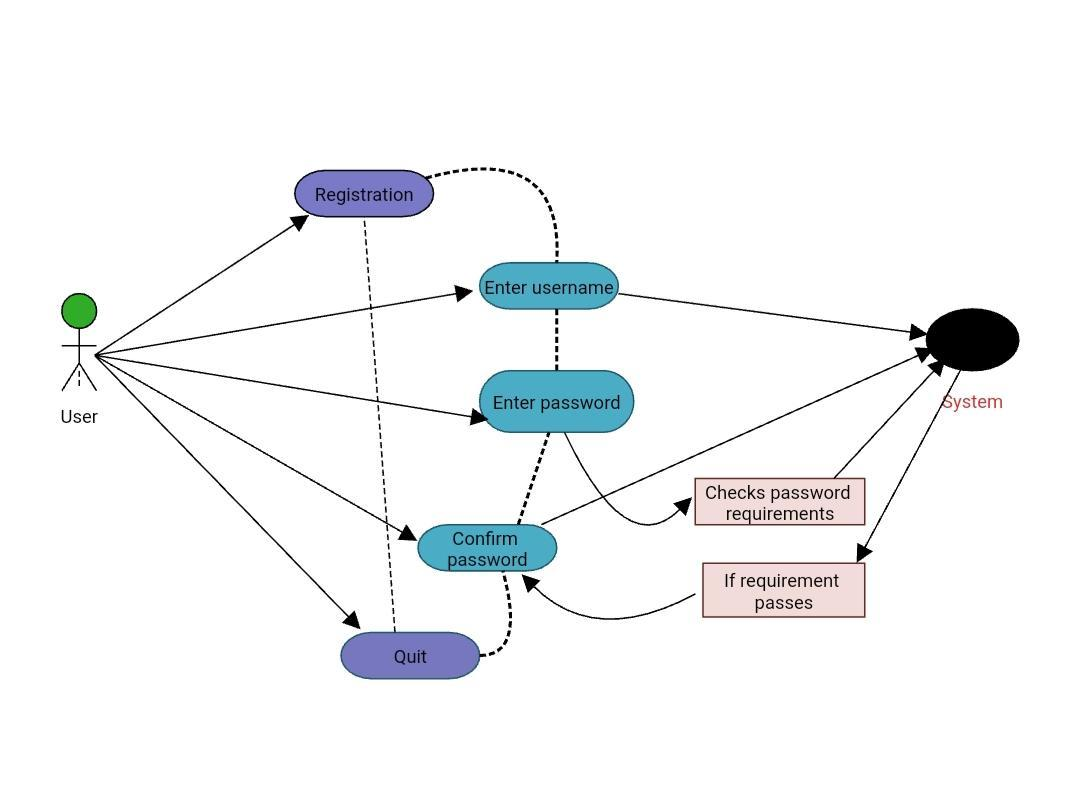 Registration
Enter username
Enter password
User
System
Checks password
requirements
Confirm
password
If requirement
passes
Quit